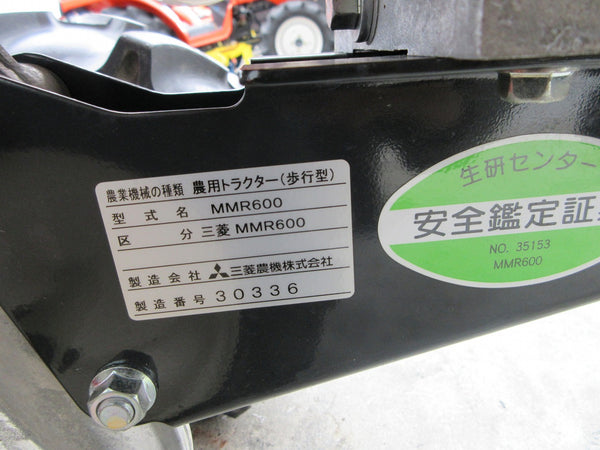 農業機械の種類 農用トラクター(歩行型)
型式名 MMR600
区分 三菱 MMR600
製造会社 三菱農機株式会社
製造番号 30336
生研センター
安全鑑定証
NO. 35153
MMR600